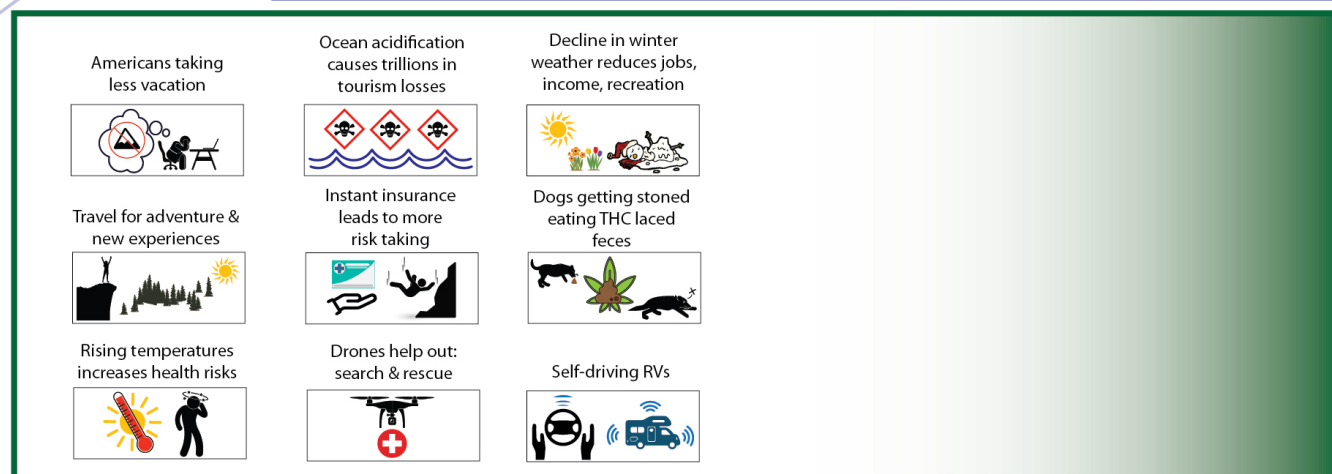 Americans taking
less vacation
Ocean acidification
causes trillions in
tourism losses
Decline in winter
weather reduces jobs,
income, recreation
Travel for adventure &
new experiences
Instant insurance
leads to more
risk taking
Dogs getting stoned
eating THC laced
feces
Rising temperatures
increases health risks
Drones help out:
search & rescue
Self-driving RVs